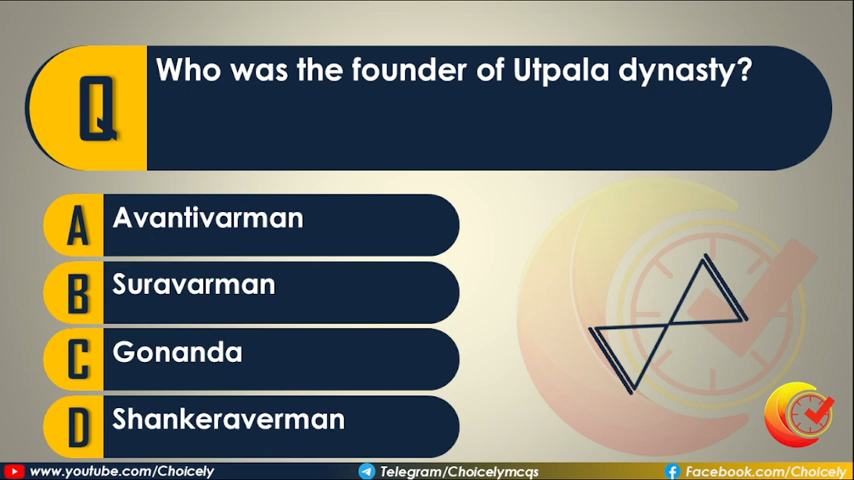 Q
Who was the founder of Utpala dynasty?
A
Avantivarman
B
Suravarman
C
Gonanda
D
Shankeraverman
www.youtube.com/Choicely
Telegram/Choicelymcqs
Facebook.com/Choicely